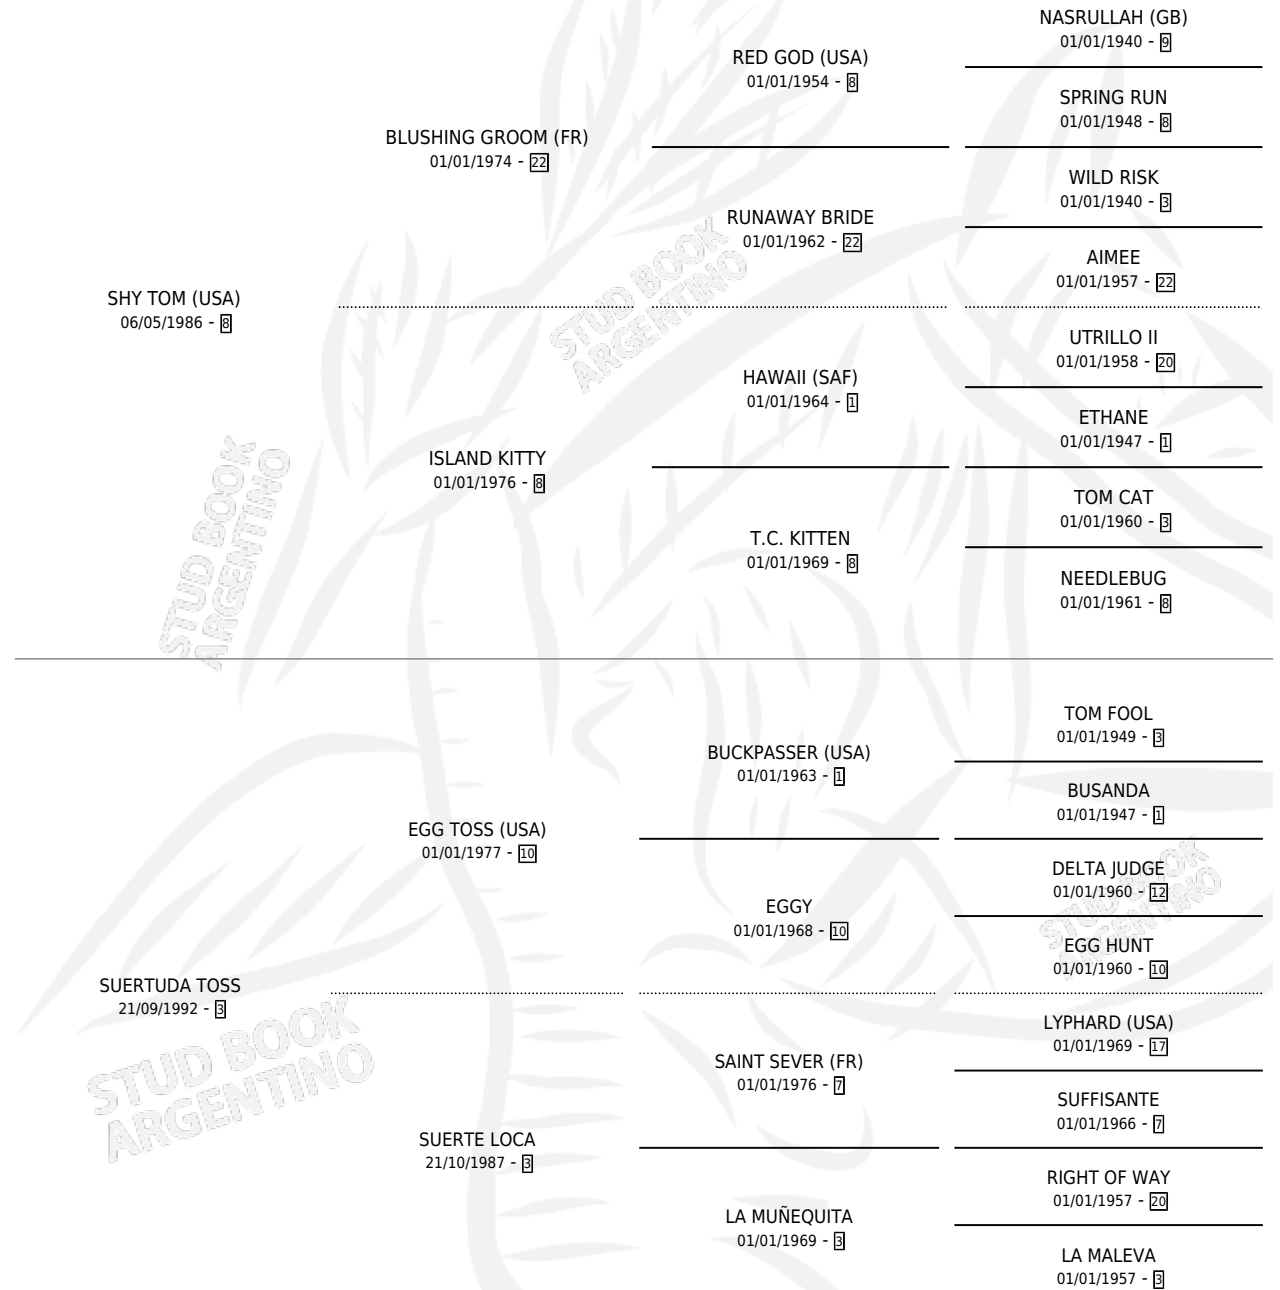 NASRULLAH (GB)
01/01/1940 - 9
RED GOD (USA)
01/01/1954 - 8
SPRING RUN
01/01/1948 - 8
BLUSHING GROOM (FR)
01/01/1974 - 22
WILD RISK
01/01/1940 - 3
RUNAWAY BRIDE
01/01/1962 - 22
AIMEE
01/01/1957 - 22
SHY TOM (USA)
06/05/1986 - 8
UTRILLO II
01/01/1958 - 20
HAWAII (SAF)
01/01/1964 - 1
ETHANE
01/01/1947 - 1
ISLAND KITTY
01/01/1976 - 8
TOM CAT
01/01/1960 - 3
T.C. KITTEN
01/01/1969 - 8
NEEDLEBUG
01/01/1961 - 8
STUD BOOK
ARGENTINO
STUD BOOK
ARGENTINO
TOM FOOL
01/01/1949 - 3
BUCKPASSER (USA)
01/01/1963 - 1
BUSANDA
01/01/1947 - 1
EGG TOSS (USA)
01/01/1977 - 10
DELTA JUDGE
01/01/1960 - 12
EGGY
01/01/1968 - 10
EGG HUNT
01/01/1960 - 10
SUERTUDA TOSS
21/09/1992 - 3
LYPHARD (USA)
01/01/1969 - 17
SAINT SEVER (FR)
01/01/1976 - 7
SUFFISANTE
01/01/1966 - 7
SUERTE LOCA
21/10/1987 - 3
RIGHT OF WAY
01/01/1957 - 20
LA MUÑEQUITA
01/01/1969 - 3
LA MALEVA
01/01/1957 - 3
STUD BOOK
ARGENTINO
STUD BOOK
ARGENTINO